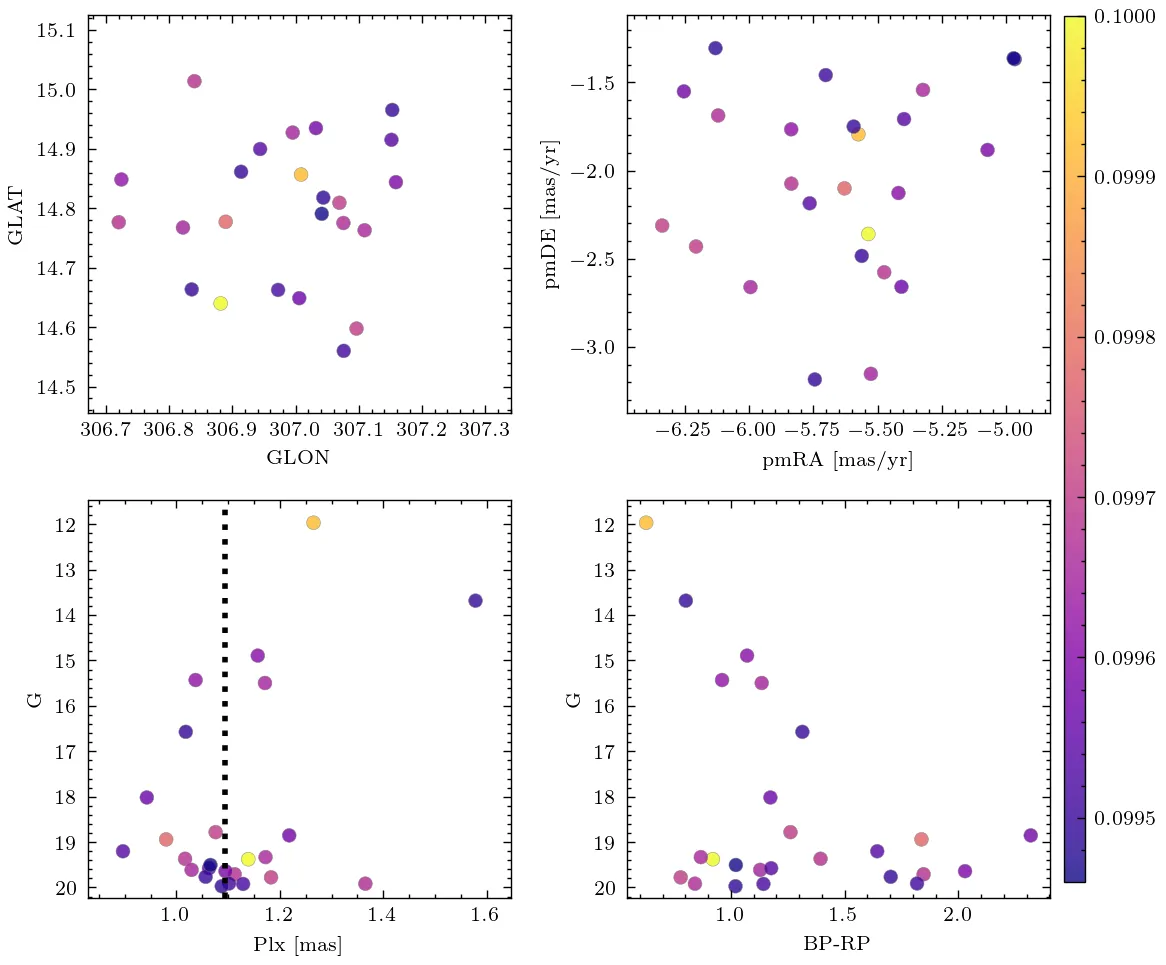 15.1
15.0
14.9
14.8
14.7
14.6
14.5
GLAT
306.7 306.8 306.9 307.0 307.1 307.2 307.3
GLON
−1.5
−2.0
−2.5
−3.0
pmDE [mas/yr]
−6.25 −6.00 −5.75 −5.50 −5.25 −5.00
pmRA [mas/yr]
12
13
14
15
16
17
18
19
20
G
1.0 1.2 1.4 1.6
Plx [mas]
12
13
14
15
16
17
18
19
20
G
1.0 1.5 2.0
BP-RP
0.1000
0.0999
0.0998
0.0997
0.0996
0.0995